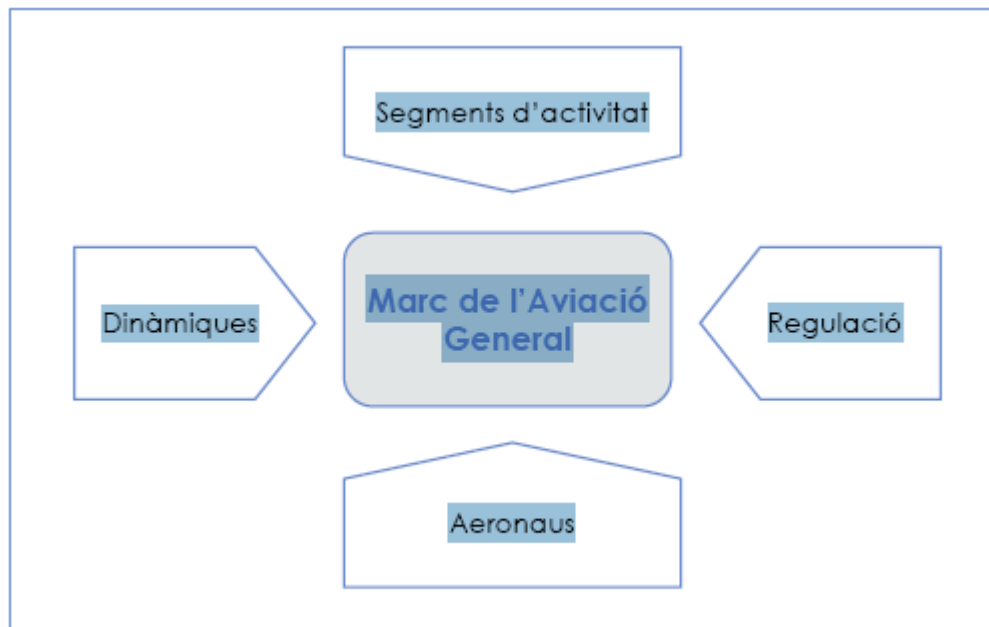 Segments d’activitat
Dinàmiques
Marc de l’Aviació
General
Regulació
Aeronaus